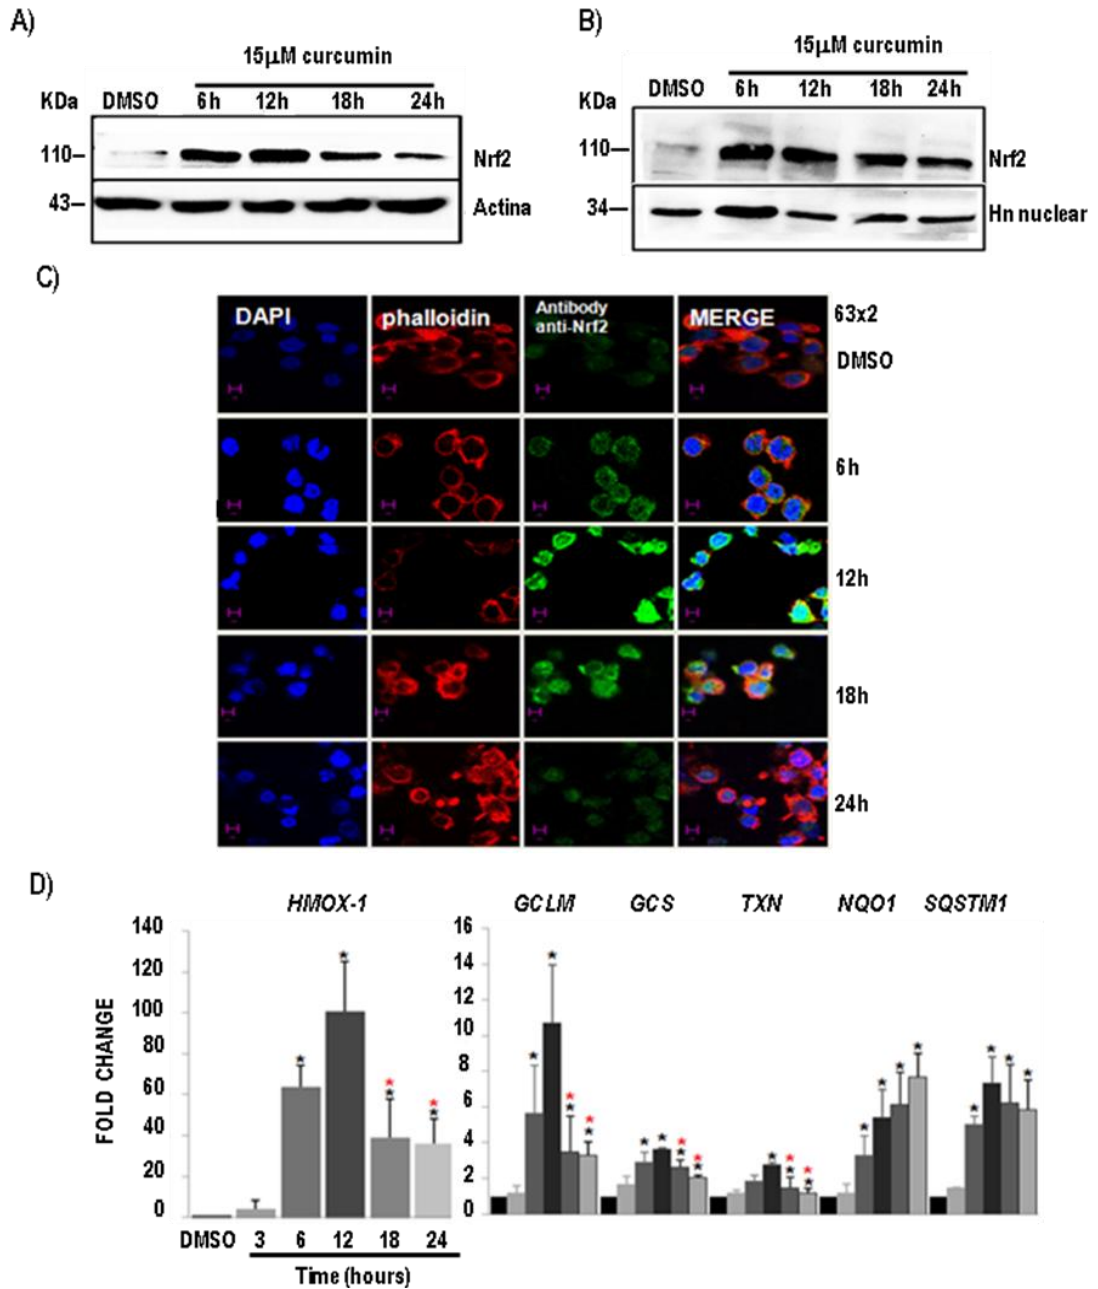 A)
15µM curcumin
KDa DMSO 6h 12h 18h 24h
110 Nrf2
43 Actina
B)
15µM curcumin
KDa DMSO 6h 12h 18h 24h
110 Nrf2
34 Hn nuclear
C)
DAPI phalloidin Antibody anti-Nrf2 MERGE 63x2
DMSO
6h
12h
18h
24h
D)
HMOX-1 GCLM GCS TXN NQO1 SQSTM1
FOLD CHANGE
140
120
100
80
60
40
20
0
16
14
12
10
8
6
4
2
0
DMSO 3 6 12 18 24
Time (hours)